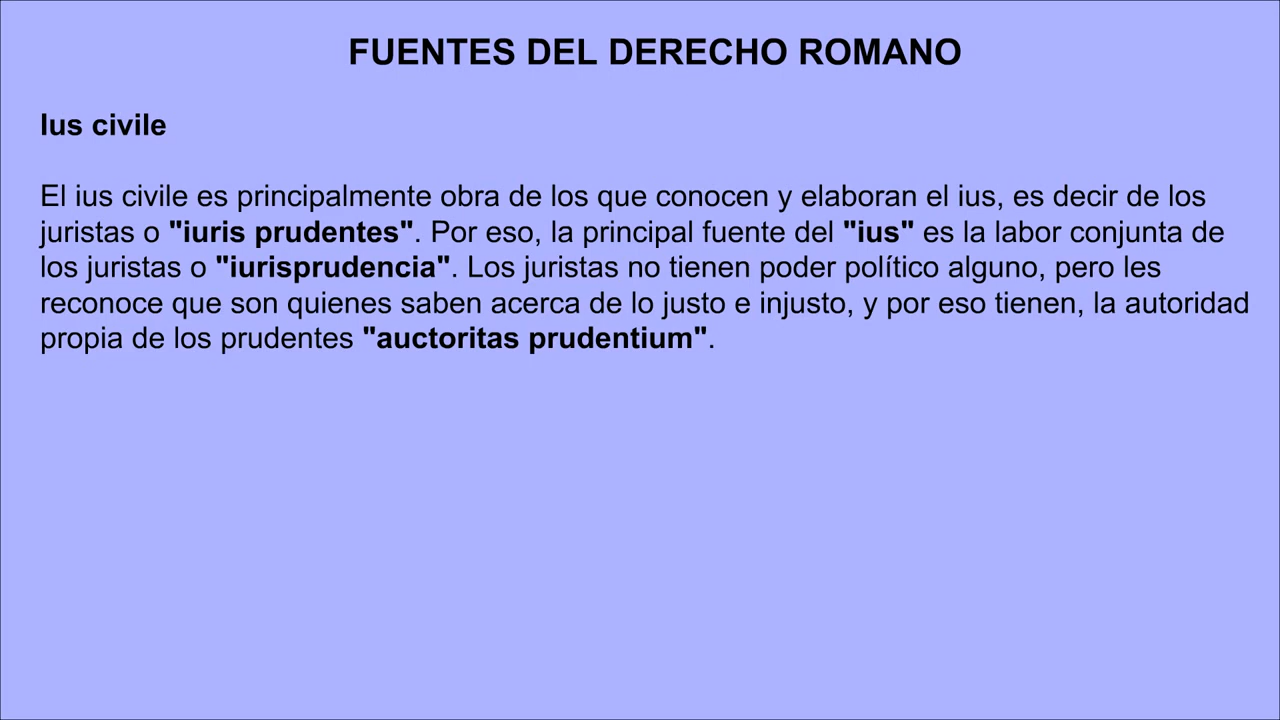 FUENTES DEL DERECHO ROMANO
Ius civile
El ius civile es principalmente obra de los que conocen y elaboran el ius, es decir de los
juristas o "iuris prudentes". Por eso, la principal fuente del "ius" es la labor conjunta de
los juristas o "iurisprudencia". Los juristas no tienen poder político alguno, pero les
reconoce que son quienes saben acerca de lo justo e injusto, y por eso tienen, la autoridad
propia de los prudentes "auctoritas prudentium".